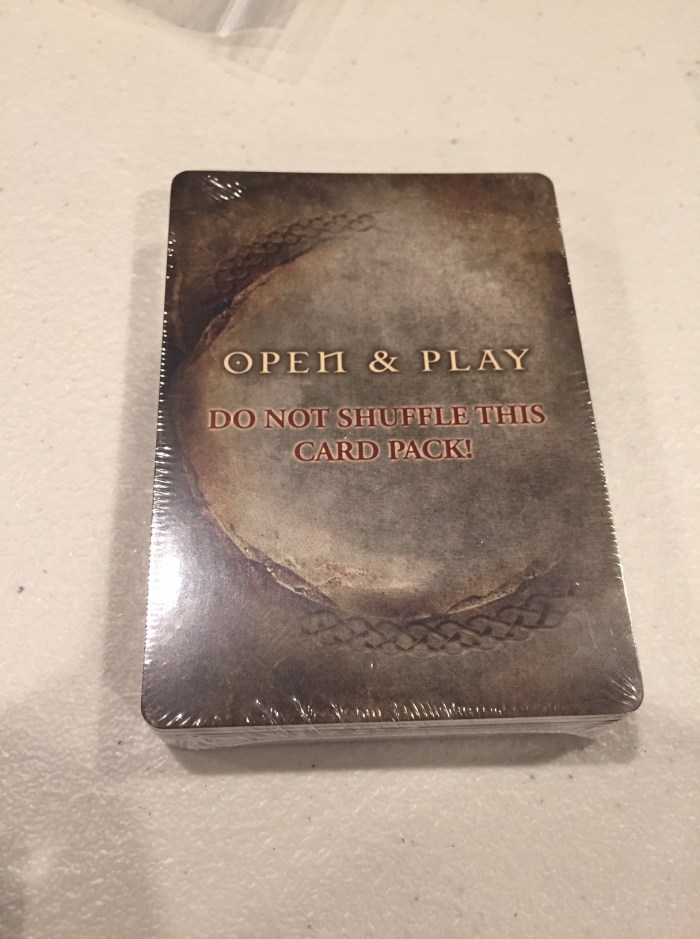 OPEN & PLAY
DO NOT SHUFFLE THIS
CARD PACK!